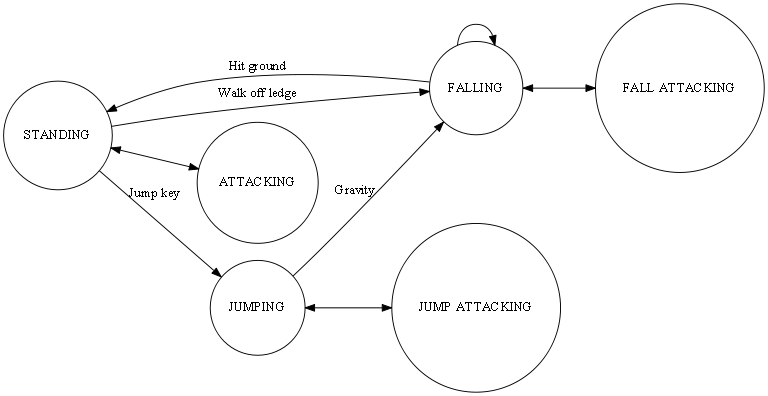 Hit ground
FALLING
FALL ATTACKING
Walk off ledge
STANDING
ATTACKING
Jump key
Gravity
JUMPING
JUMP ATTACKING